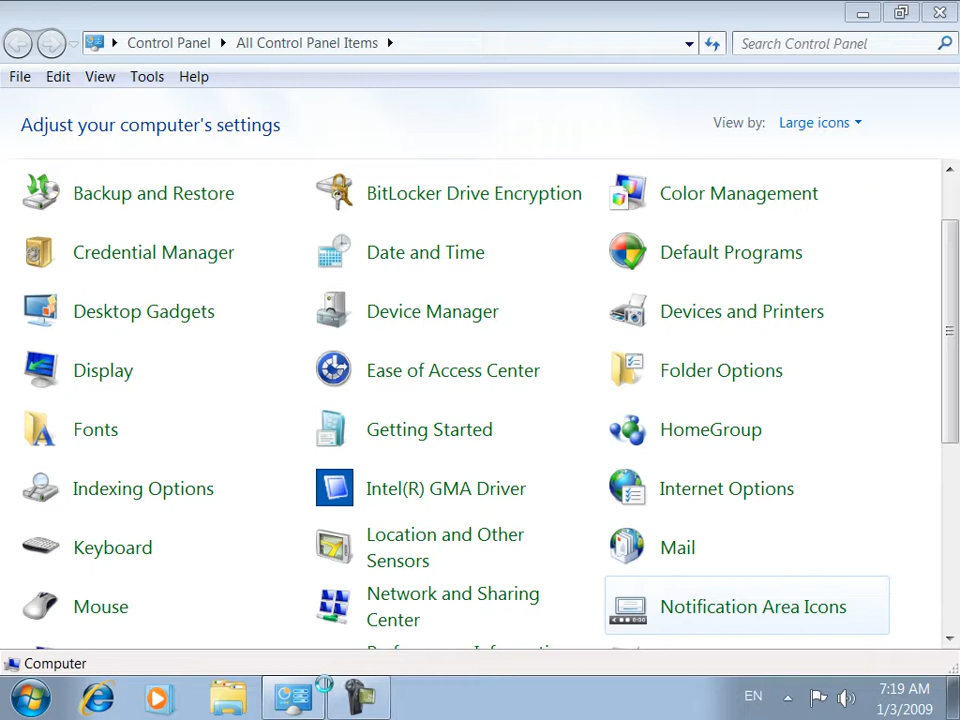 Control Panel All Control Panel Items Search Control Panel
File Edit View Tools Help
Adjust your computer's settings View by: Large icons
Backup and Restore BitLocker Drive Encryption Color Management
Credential Manager Date and Time Default Programs
Desktop Gadgets Device Manager Devices and Printers
Display Ease of Access Center Folder Options
Fonts Getting Started HomeGroup
Indexing Options Intel(R) GMA Driver Internet Options
Keyboard
Location and Other
Sensors
Mail
Mouse
Network and Sharing
Center
Notification Area Icons
Computer
EN 7:19 AM
1/3/2009